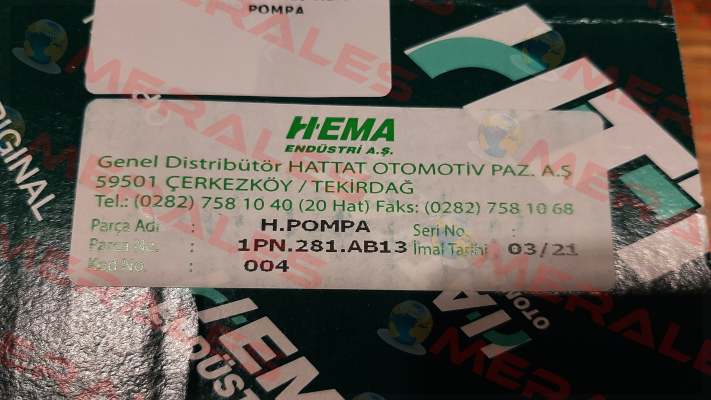 POMPA
HEMA
ENDÜSTRİ A.Ş.
Genel Distribütör HATTAT OTOMOTİV PAZ. A.Ş
59501 ÇERKEZKÖY / TEKİRDAĞ
Tel.: (0282) 758 10 40 (20 Hat) Faks: (0282) 758 10 68
Parça Adı : H.POMPA Seri No. :
Parça No. : 1PN.281.AB13 İmal Tarihi : 03/21
Kod No. : 004
MERALES